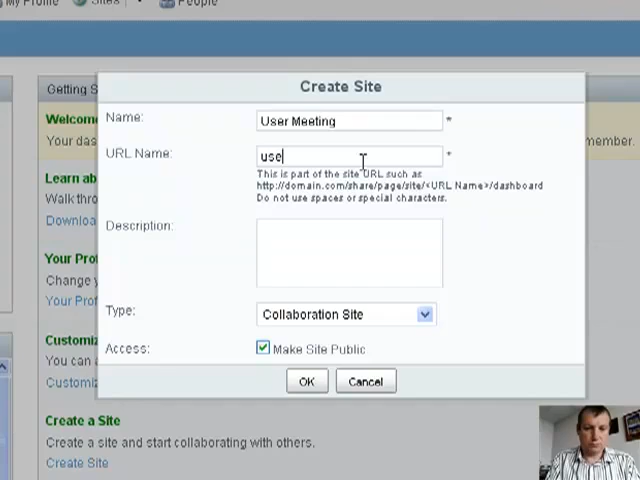 My Profile Sites People
Getting S
Create Site
Welcome
Your das
member.
Name: User Meeting *
URL Name: use *
This is part of the site URL such as
http://domain.com/share/page/site/<URL Name>/dashboard
Do not use spaces or special characters.
Learn ab
Walk throu
Downloa
Description:
Your Prof
Change y
Your Prof
Type: Collaboration Site
Customiz
You can a
Customiz
Access: Make Site Public
OK Cancel
Create a Site
Create a site and start collaborating with others.
Create Site